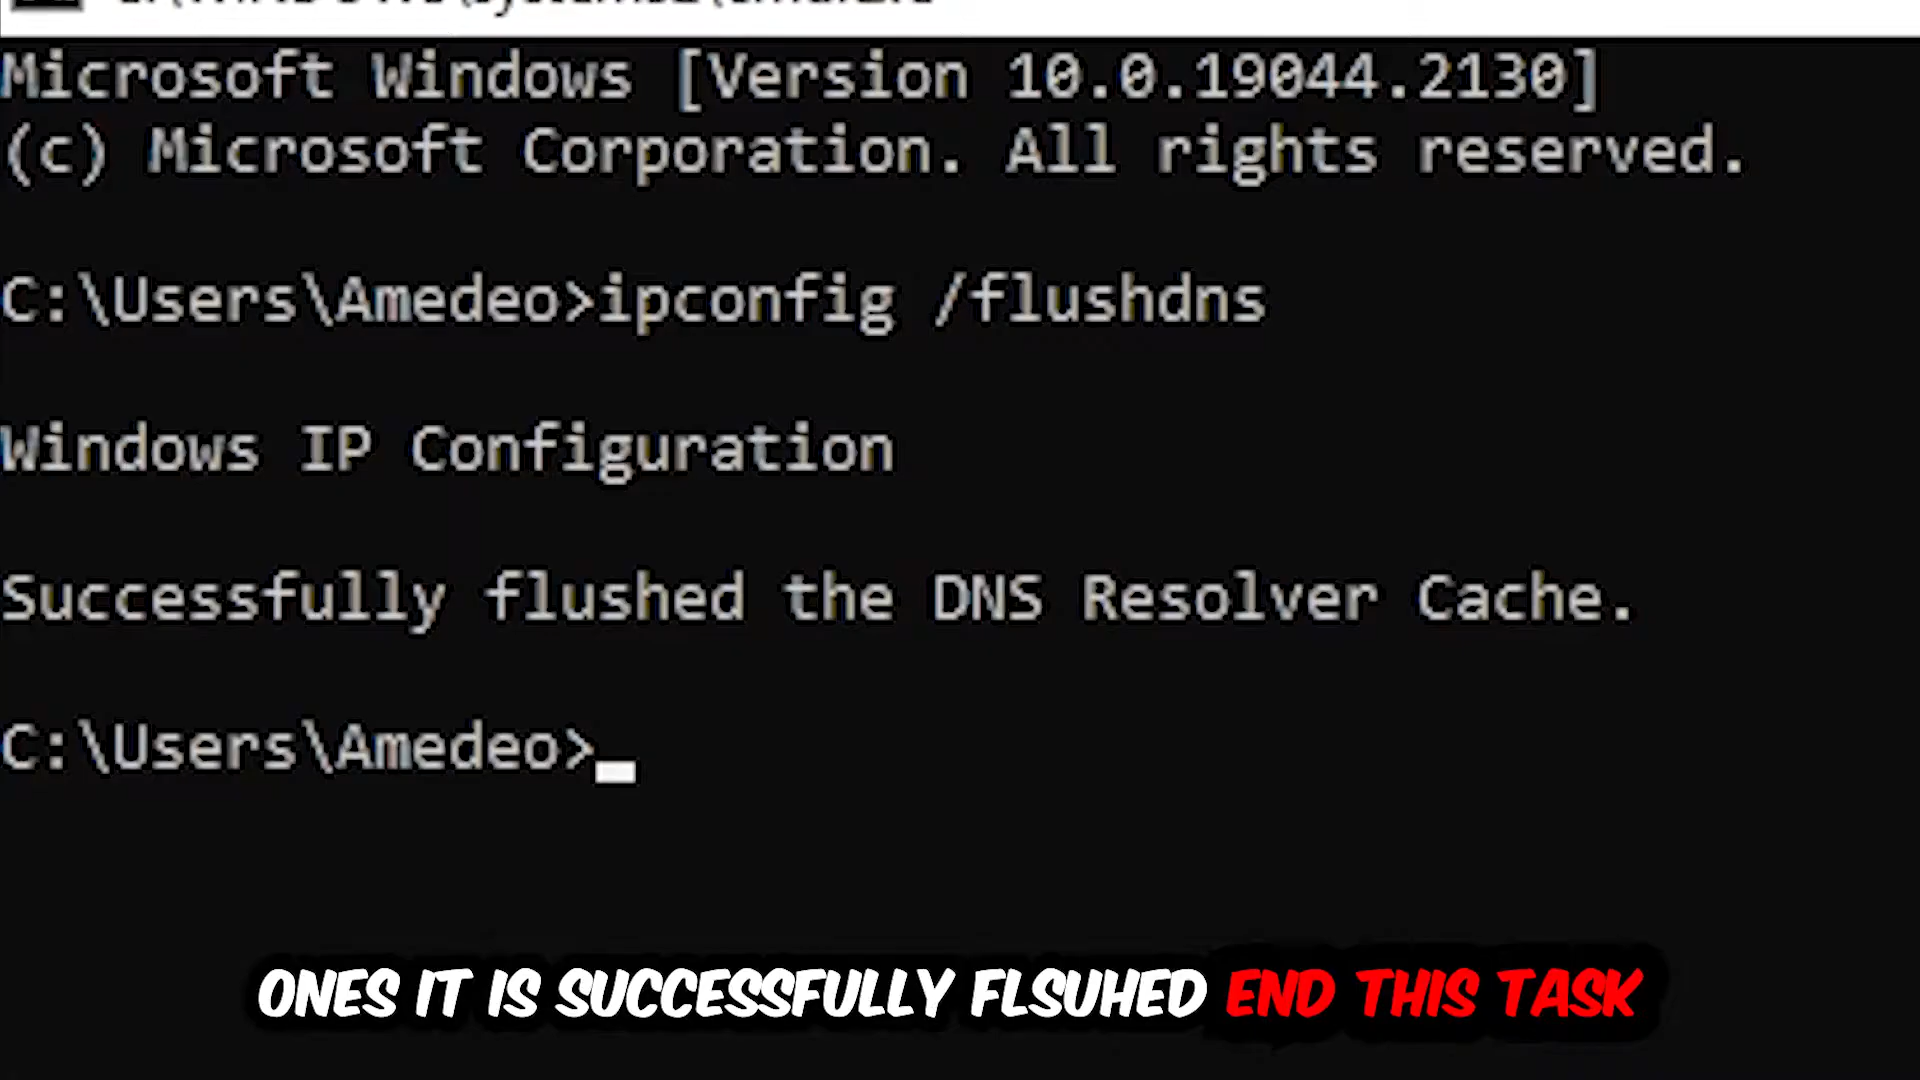 Microsoft Windows [Version 10.0.19044.2130]
(c) Microsoft Corporation. All rights reserved.
C:\Users\Amedeo>ipconfig /flushdns
Windows IP Configuration
Successfully flushed the DNS Resolver Cache.
C:\Users\Amedeo>
ONES IT IS SUCCESSFULLY FLSUHED END THIS TASK